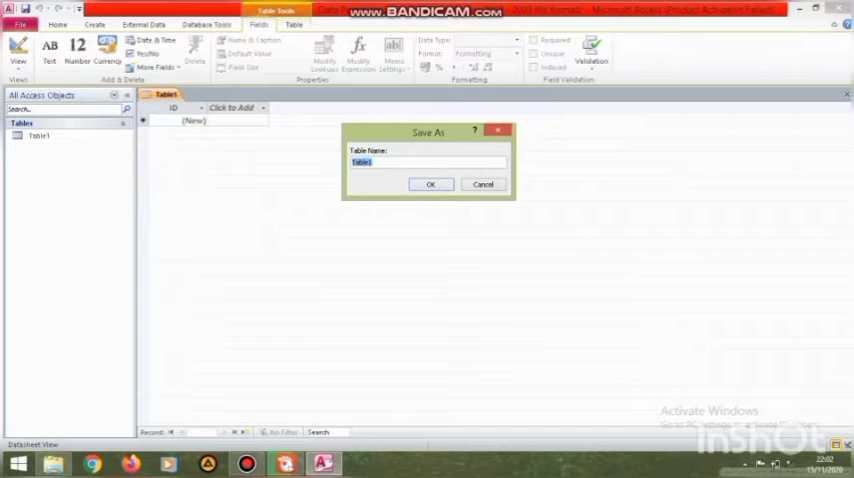 www.BANDICAM.com
Table Tools
Microsoft Access (Product Activation Failed)
File Home Create External Data Database Tools Fields Table
View
Views
AB
Text
12
Number
Currency
Date & Time
Yes/No
More Fields
Delete
Add & Delete
Name & Caption
Default Value
Field Size
Modify Lookups
Modify Expression
Memo Settings
Properties
Data Type:
Format: Formatting
%
Formatting
Required
Unique
Indexed
Validation
Field Validation
All Access Objects
Search...
Tables
Table1
Table1
ID Click to Add
(New)
Save As
Table Name:
Table1
OK Cancel
Activate Windows
Go to PC settings to activate Windows.
InShOt
Record: No Filter Search
Datasheet View
22:02
15/11/2020